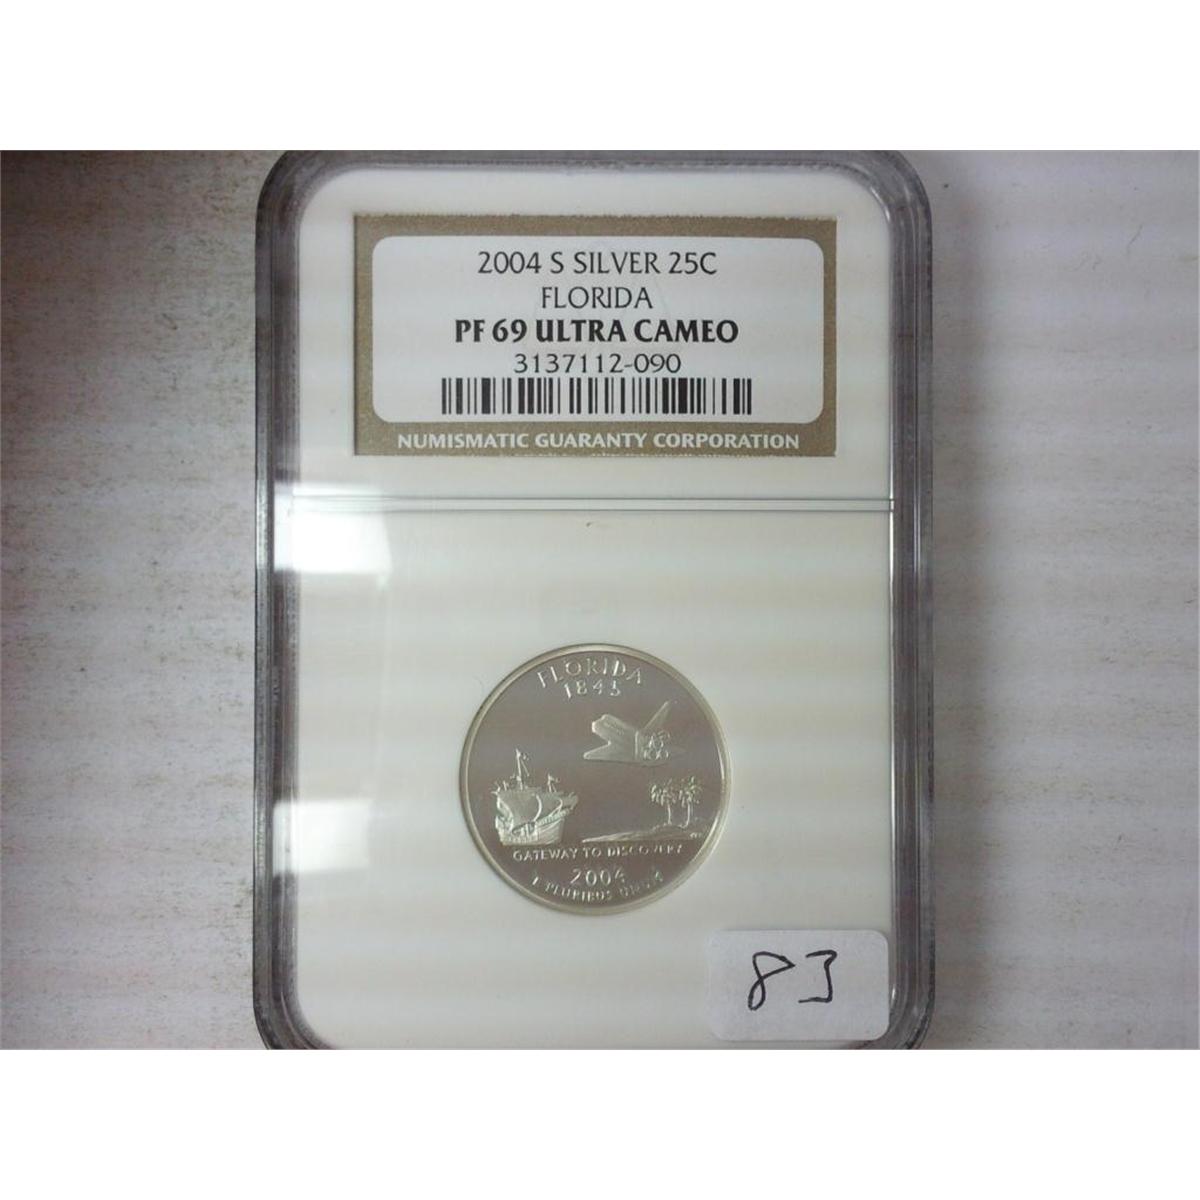 2004 S SILVER 25C
FLORIDA
PF 69 ULTRA CAMEO
3137112-090
NUMISMATIC GUARANTY CORPORATION
FLORIDA
1845
GATEWAY TO DISCOVERY
2004
E PLURIBUS UNUM
83